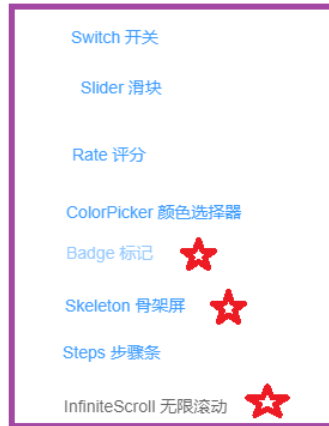 Switch 开关
Slider 滑块
Rate 评分
ColorPicker 颜色选择器
Badge 标记
Skeleton 骨架屏
Steps 步骤条
InfiniteScroll 无限滚动